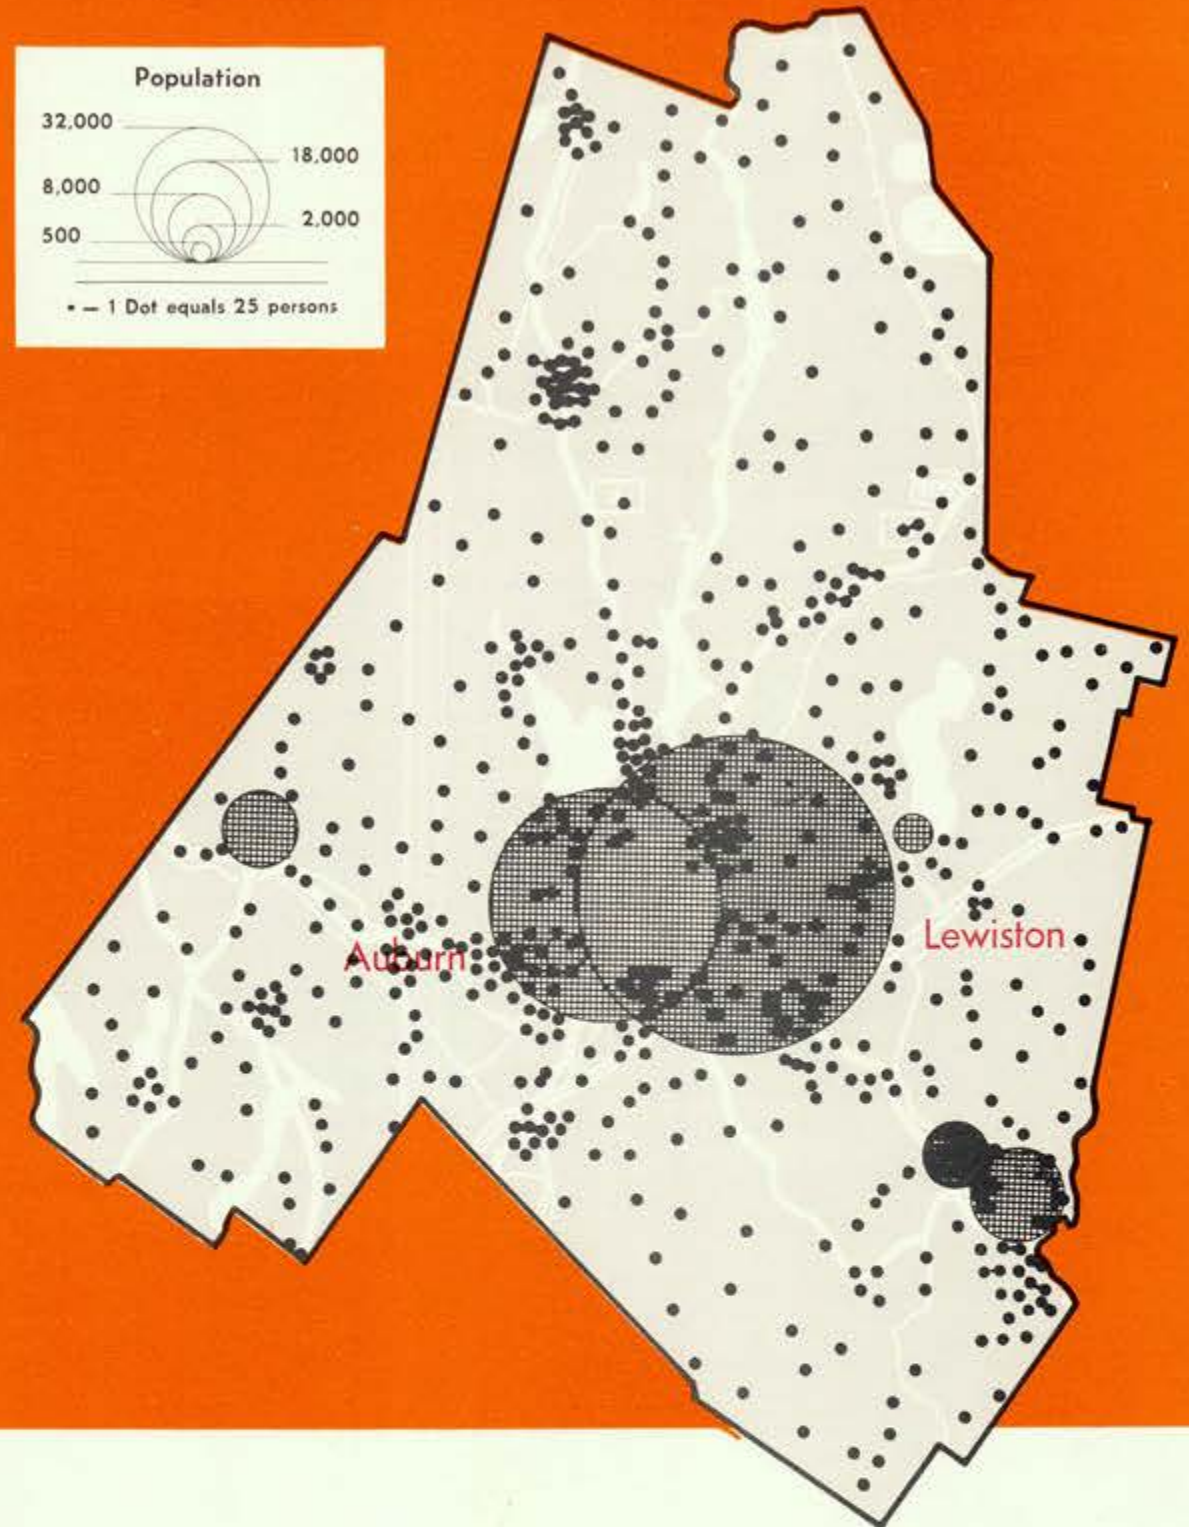 Population
32,000
18.000
8,000
2,000
500
• — 1 Dot equals 25 persons
Auburn
Lewiston